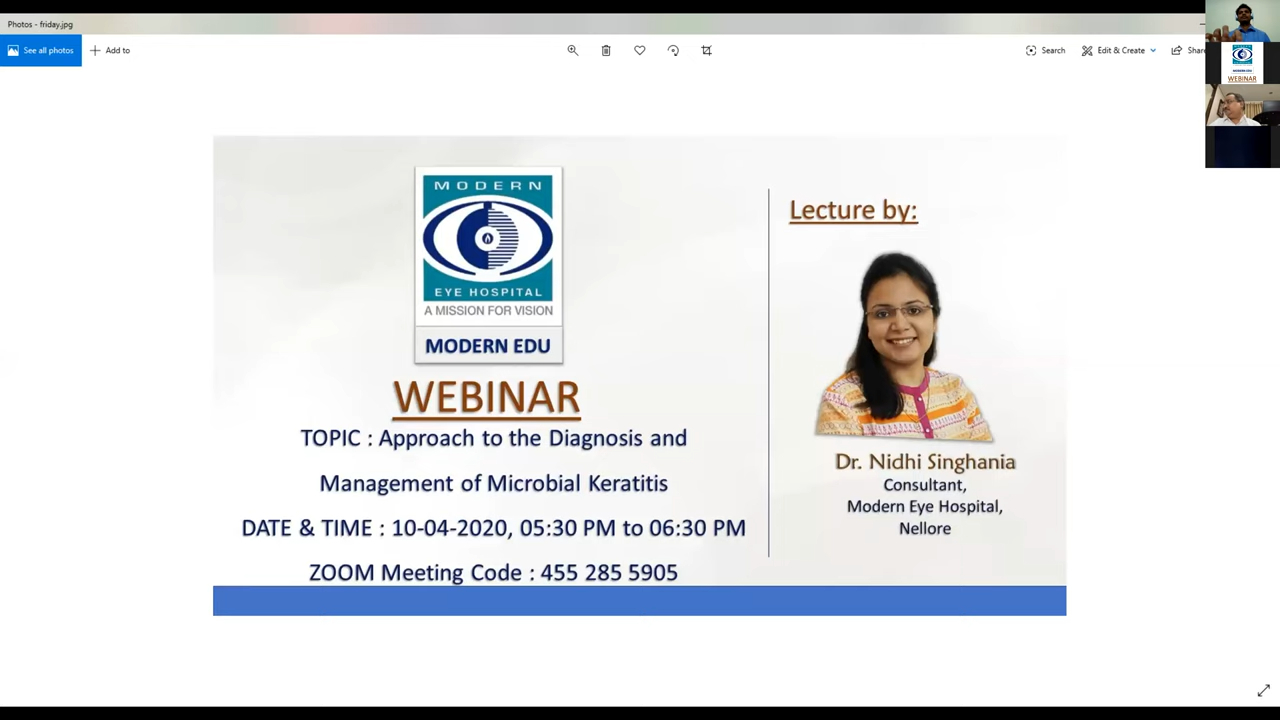 Photos - friday.jpg
See all photos
Add to
Search
Edit & Create
MODERN
EYE HOSPITAL
A MISSION FOR VISION
MODERN EDU
WEBINAR
TOPIC : Approach to the Diagnosis and
Management of Microbial Keratitis
DATE & TIME : 10-04-2020, 05:30 PM to 06:30 PM
ZOOM Meeting Code : 455 285 5905
Lecture by:
Dr. Nidhi Singhania
Consultant,
Modern Eye Hospital,
Nellore
WEBINAR